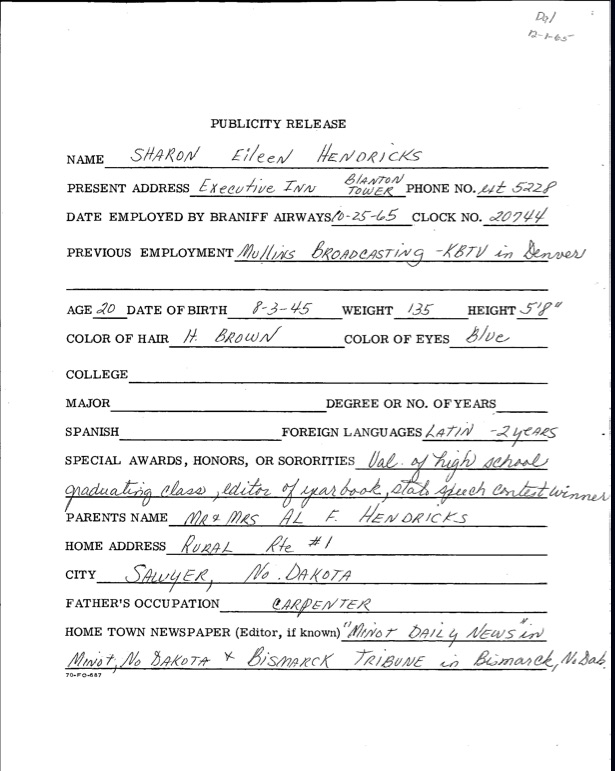 Dal
12-1-65
PUBLICITY RELEASE
NAME SHARON EilEEN HENDRICKS
PRESENT ADDRESS Executive INN BlANTON TOWER PHONE NO. ext 5228
DATE EMPLOYED BY BRANIFF AIRWAYS 10-25-65 CLOCK NO. 20744
PREVIOUS EMPLOYMENT Mullins BROADCASTING - KBTV in Denver
AGE 20 DATE OF BIRTH 8-3-45 WEIGHT 135 HEIGHT 5'8"
COLOR OF HAIR lt. BROWN COLOR OF EYES Blue
COLLEGE
MAJOR DEGREE OR NO. OF YEARS
SPANISH FOREIGN LANGUAGES LATIN - 2 yEARS
SPECIAL AWARDS, HONORS, OR SORORITIES Val. of high school
graduating class, editor of yearbook, state speech contest winner
PARENTS NAME MR & MRS AL F. HENDRICKS
HOME ADDRESS RURAL Rte #1
CITY SAWYER, No. DAKOTA
FATHER'S OCCUPATION CARPENTER
HOME TOWN NEWSPAPER (Editor, if known) "MINOT DAILY NEWS" in
Minot, No DAKOTA & BISMARCK TRIBUNE in Bismarck, No Dak.
70-FO-687